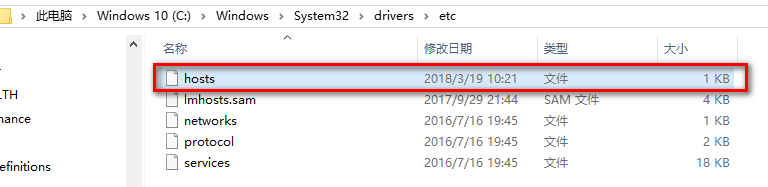 此电脑 > Windows 10 (C:) > Windows > System32 > drivers > etc
名称 修改日期 类型 大小
hosts 2018/3/19 10:21 文件 1 KB
LTH lmhosts.sam 2017/9/29 21:44 SAM 文件 4 KB
nance networks 2016/7/16 19:45 文件 1 KB
protocol 2016/7/16 19:45 文件 2 KB
efinitions services 2016/7/16 19:45 文件 18 KB